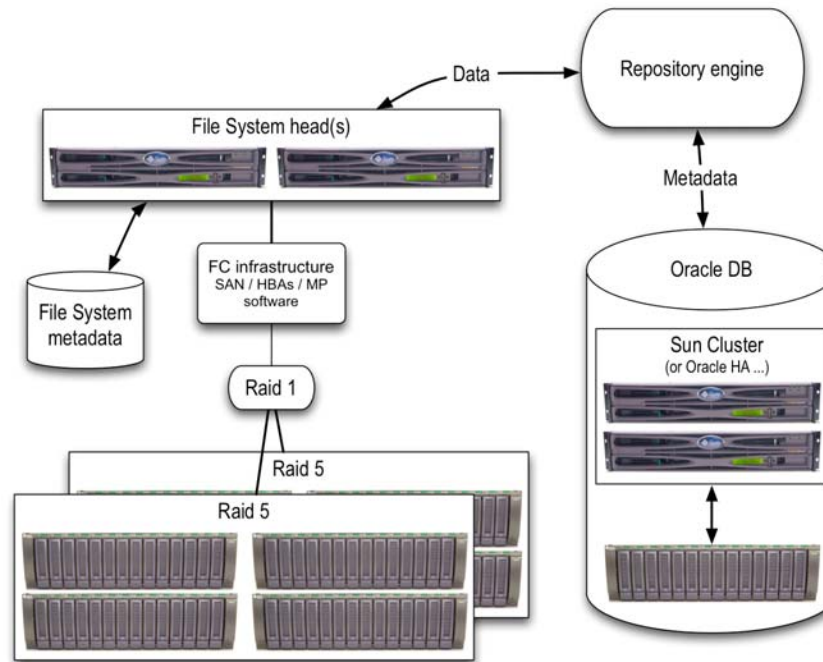 Data
Repository engine
File System head(s)
Metadata
FC infrastructure
SAN / HBAs / MP
software
File System
metadata
Oracle DB
Sun Cluster
(or Oracle HA ...)
Raid 1
Raid 5
Raid 5